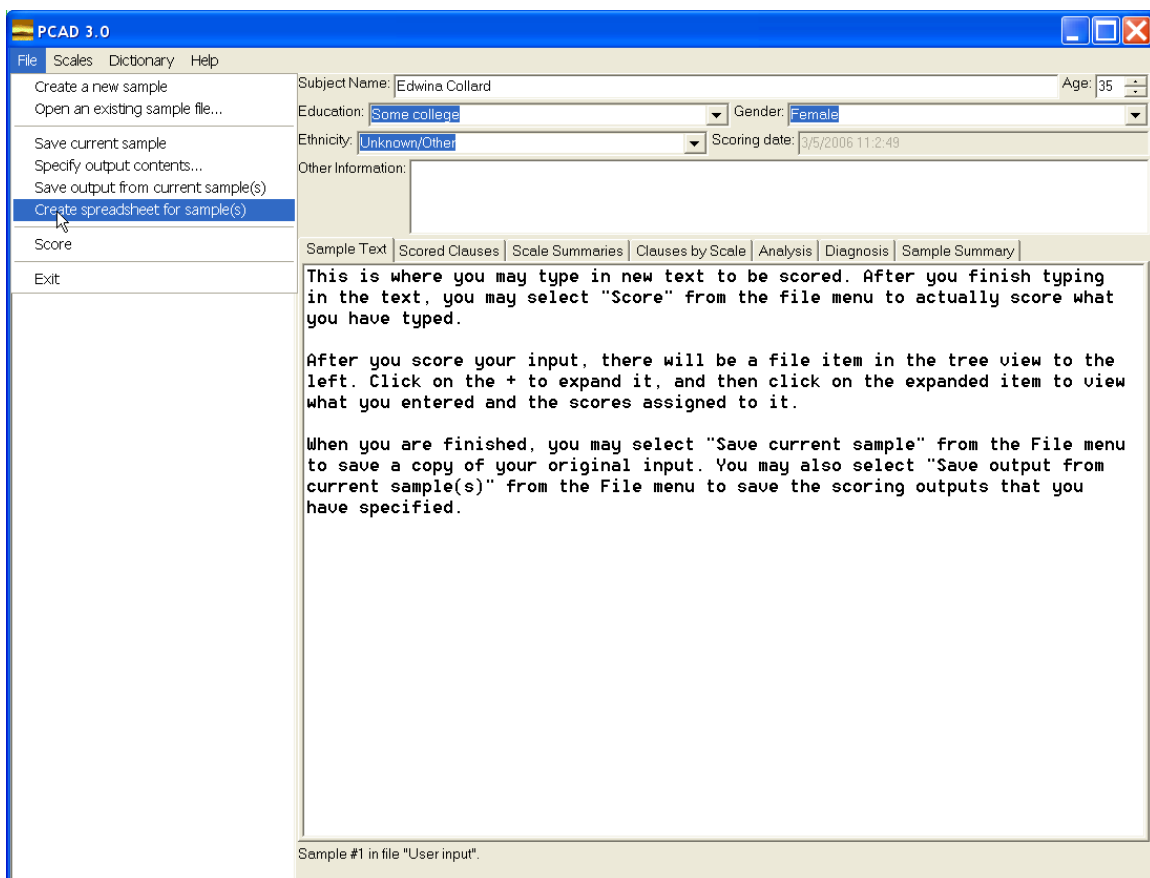 PCAD 3.0
File Scales Dictionary Help
Create a new sample
Open an existing sample file...
Save current sample
Specify output contents...
Save output from current sample(s)
Create spreadsheet for sample(s)
Score
Exit
Subject Name: Edwina Collard Age: 35
Education: Some college Gender: Female
Ethnicity: Unknown/Other Scoring date: 3/5/2006 11:2:49
Other Information:
Sample Text Scored Clauses Scale Summaries Clauses by Scale Analysis Diagnosis Sample Summary
This is where you may type in new text to be scored. After you finish typing
in the text, you may select "Score" from the file menu to actually score what
you have typed.
After you score your input, there will be a file item in the tree view to the
left. Click on the + to expand it, and then click on the expanded item to view
what you entered and the scores assigned to it.
When you are finished, you may select "Save current sample" from the File menu
to save a copy of your original input. You may also select "Save output from
current sample(s)" from the File menu to save the scoring outputs that you
have specified.
Sample #1 in file "User input".